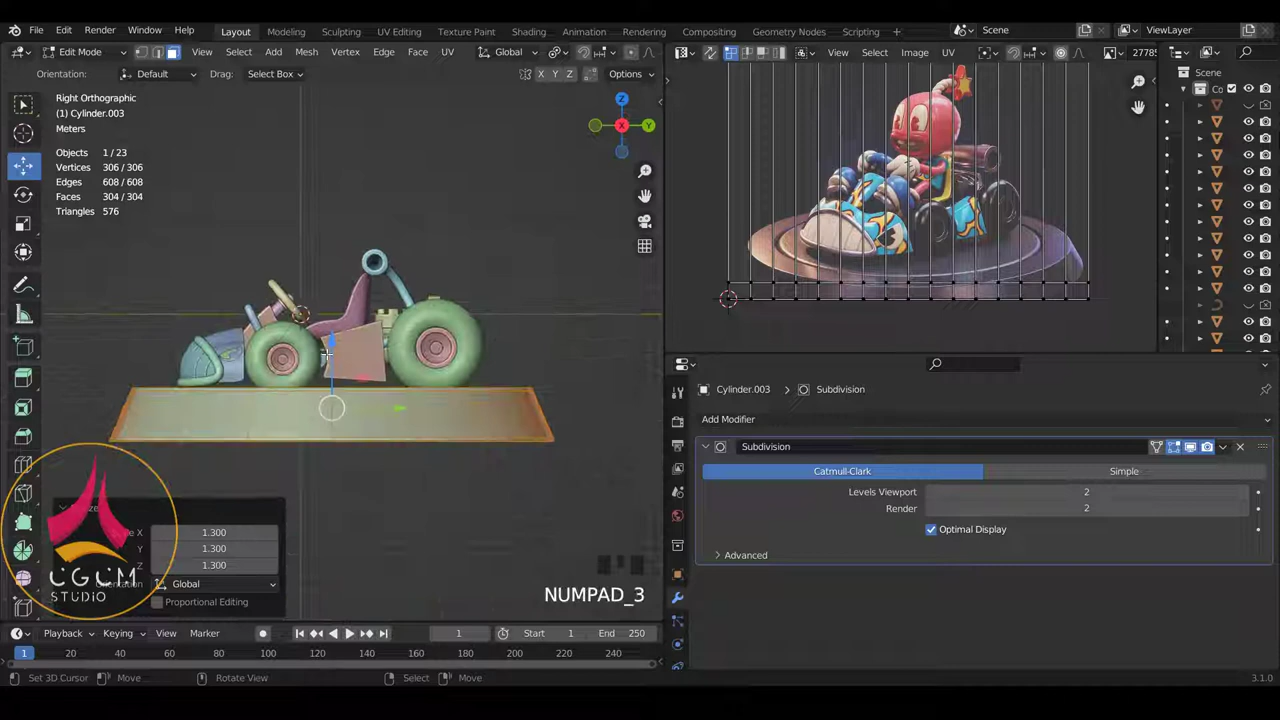 File Edit Render Window Help Layout Modeling Sculpting UV Editing Texture Paint Shading Animation Rendering Compositing Geometry Nodes Scripting Scene ViewLayer
Edit Mode View Select Add Mesh Vertex Edge Face UV Global View Select Image UV 2778
Orientation: Default Drag: Select Box X Y Z Options
Scene
Co
Right Orthographic
(1) Cylinder.003
Meters
Objects 1 / 23
Vertices 306 / 306
Edges 608 / 608
Faces 304 / 304
Triangles 576
Cylinder.003 Subdivision
Add Modifier
Subdivision
Catmull-Clark Simple
Levels Viewport 2
Render 2
Optimal Display
Advanced
X 1.300
Y 1.300
Z 1.300
Global
Proportional Editing
UGUM
STUDIO
NUMPAD_3
Playback Keying View Marker 1 Start 1 End 250
1 20 40 60 80 100 120 140 160 180 200 220 240
Set 3D Cursor Move Rotate View Select Move 3.1.0